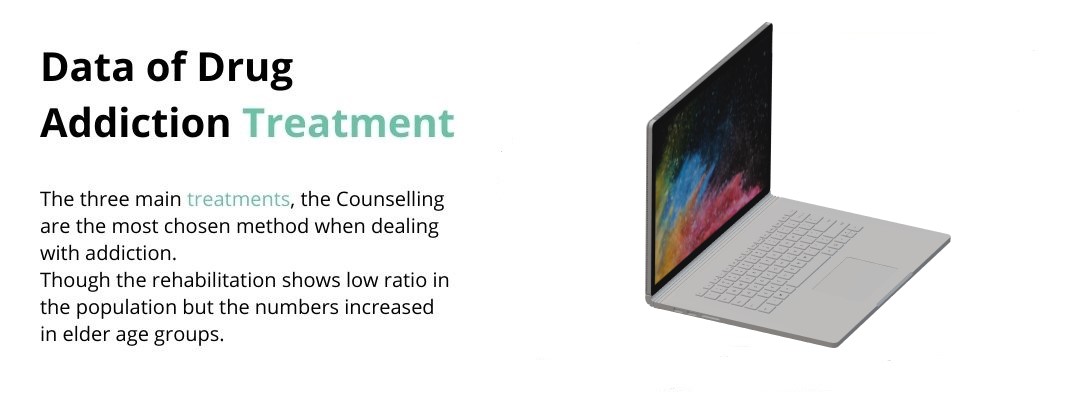 Data of Drug
Addiction Treatment
The three main treatments, the Counselling
are the most chosen method when dealing
with addiction.
Though the rehabilitation shows low ratio in
the population but the numbers increased
in elder age groups.